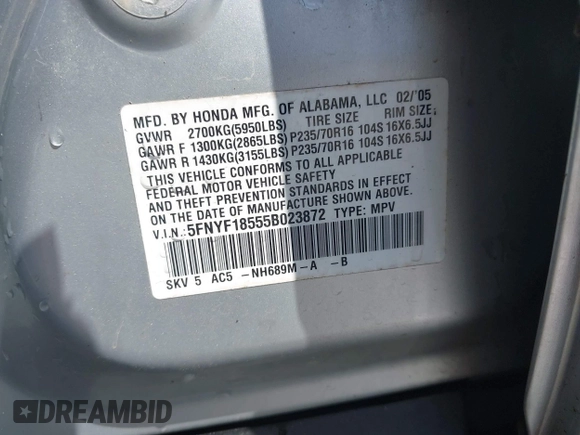 MFD. BY HONDA MFG. OF ALABAMA, LLC 02/'05
GVWR 2700KG(5950LBS) TIRE SIZE RIM SIZE
GAWR F 1300KG(2865LBS) P235/70R16 104S 16X6.5JJ
GAWR R 1430KG(3155LBS) P235/70R16 104S 16X6.5JJ
THIS VEHICLE CONFORMS TO ALL APPLICABLE
FEDERAL MOTOR VEHICLE SAFETY
AND THEFT PREVENTION STANDARDS IN EFFECT
ON THE DATE OF MANUFACTURE SHOWN ABOVE.
V.I.N.:5FNYF18555B023872 TYPE: MPV
SKV 5 AC5 -NH689M-A -B
DREAMBID